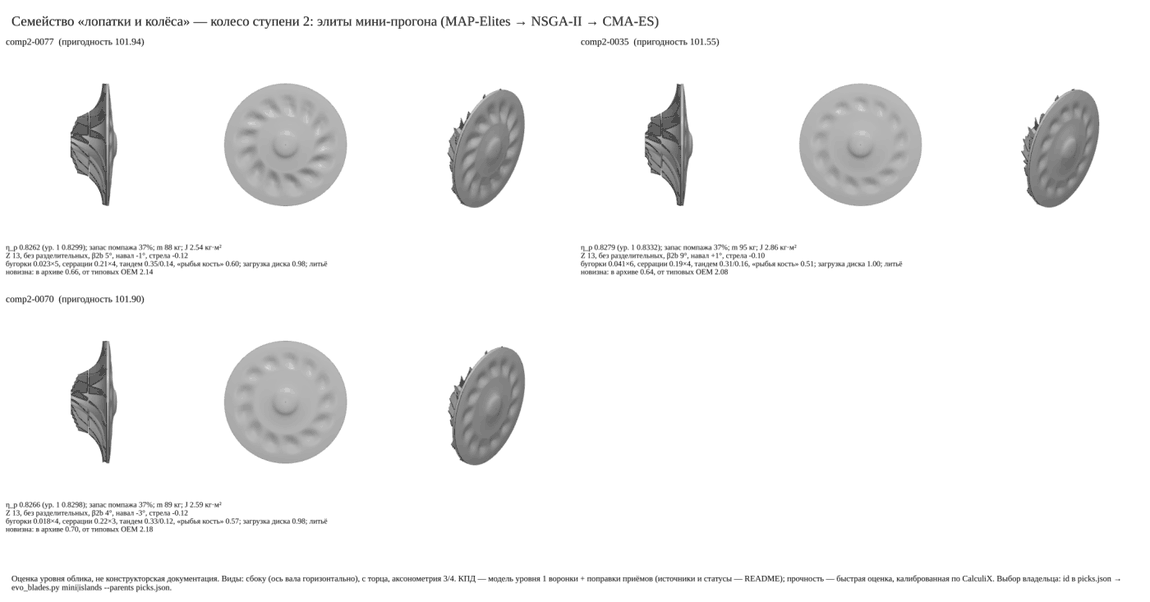 Семейство «лопатки и колёса» — колесо ступени 2: элиты мини-прогона (MAP-Elites → NSGA-II → CMA-ES)
comp2-0077 (пригодность 101.94)
η_p 0.8262 (ур. 1 0.8299); запас помпажа 37%; m 88 кг; J 2.54 кг·м²
Z 13, без разделительных, β2b 5°, навал -1°, стрела -0.12
бугорки 0.023×5, серрации 0.21×4, тандем 0.35/0.14, «рыбья кость» 0.60; загрузка диска 0.98; литьё
новизна: в архиве 0.66, от типовых OEM 2.14
comp2-0035 (пригодность 101.55)
η_p 0.8279 (ур. 1 0.8332); запас помпажа 37%; m 95 кг; J 2.86 кг·м²
Z 13, без разделительных, β2b 9°, навал +1°, стрела -0.10
бугорки 0.041×6, серрации 0.19×4, тандем 0.31/0.16, «рыбья кость» 0.51; загрузка диска 1.00; литьё
новизна: в архиве 0.64, от типовых OEM 2.08
comp2-0070 (пригодность 101.90)
η_p 0.8266 (ур. 1 0.8298); запас помпажа 37%; m 89 кг; J 2.59 кг·м²
Z 13, без разделительных, β2b 4°, навал -3°, стрела -0.12
бугорки 0.018×4, серрации 0.22×3, тандем 0.33/0.12, «рыбья кость» 0.57; загрузка диска 0.98; литьё
новизна: в архиве 0.70, от типовых OEM 2.18
Оценка уровня облика, не конструкторская документация. Виды: сбоку (ось вала горизонтально), с торца, аксонометрия 3/4. КПД — модель уровня 1 воронки + поправки приёмов (источники и статусы — README); прочность — быстрая оценка, калиброванная по CalculiX. Выбор владельца: id в picks.json →
evo_blades.py mini|islands --parents picks.json.